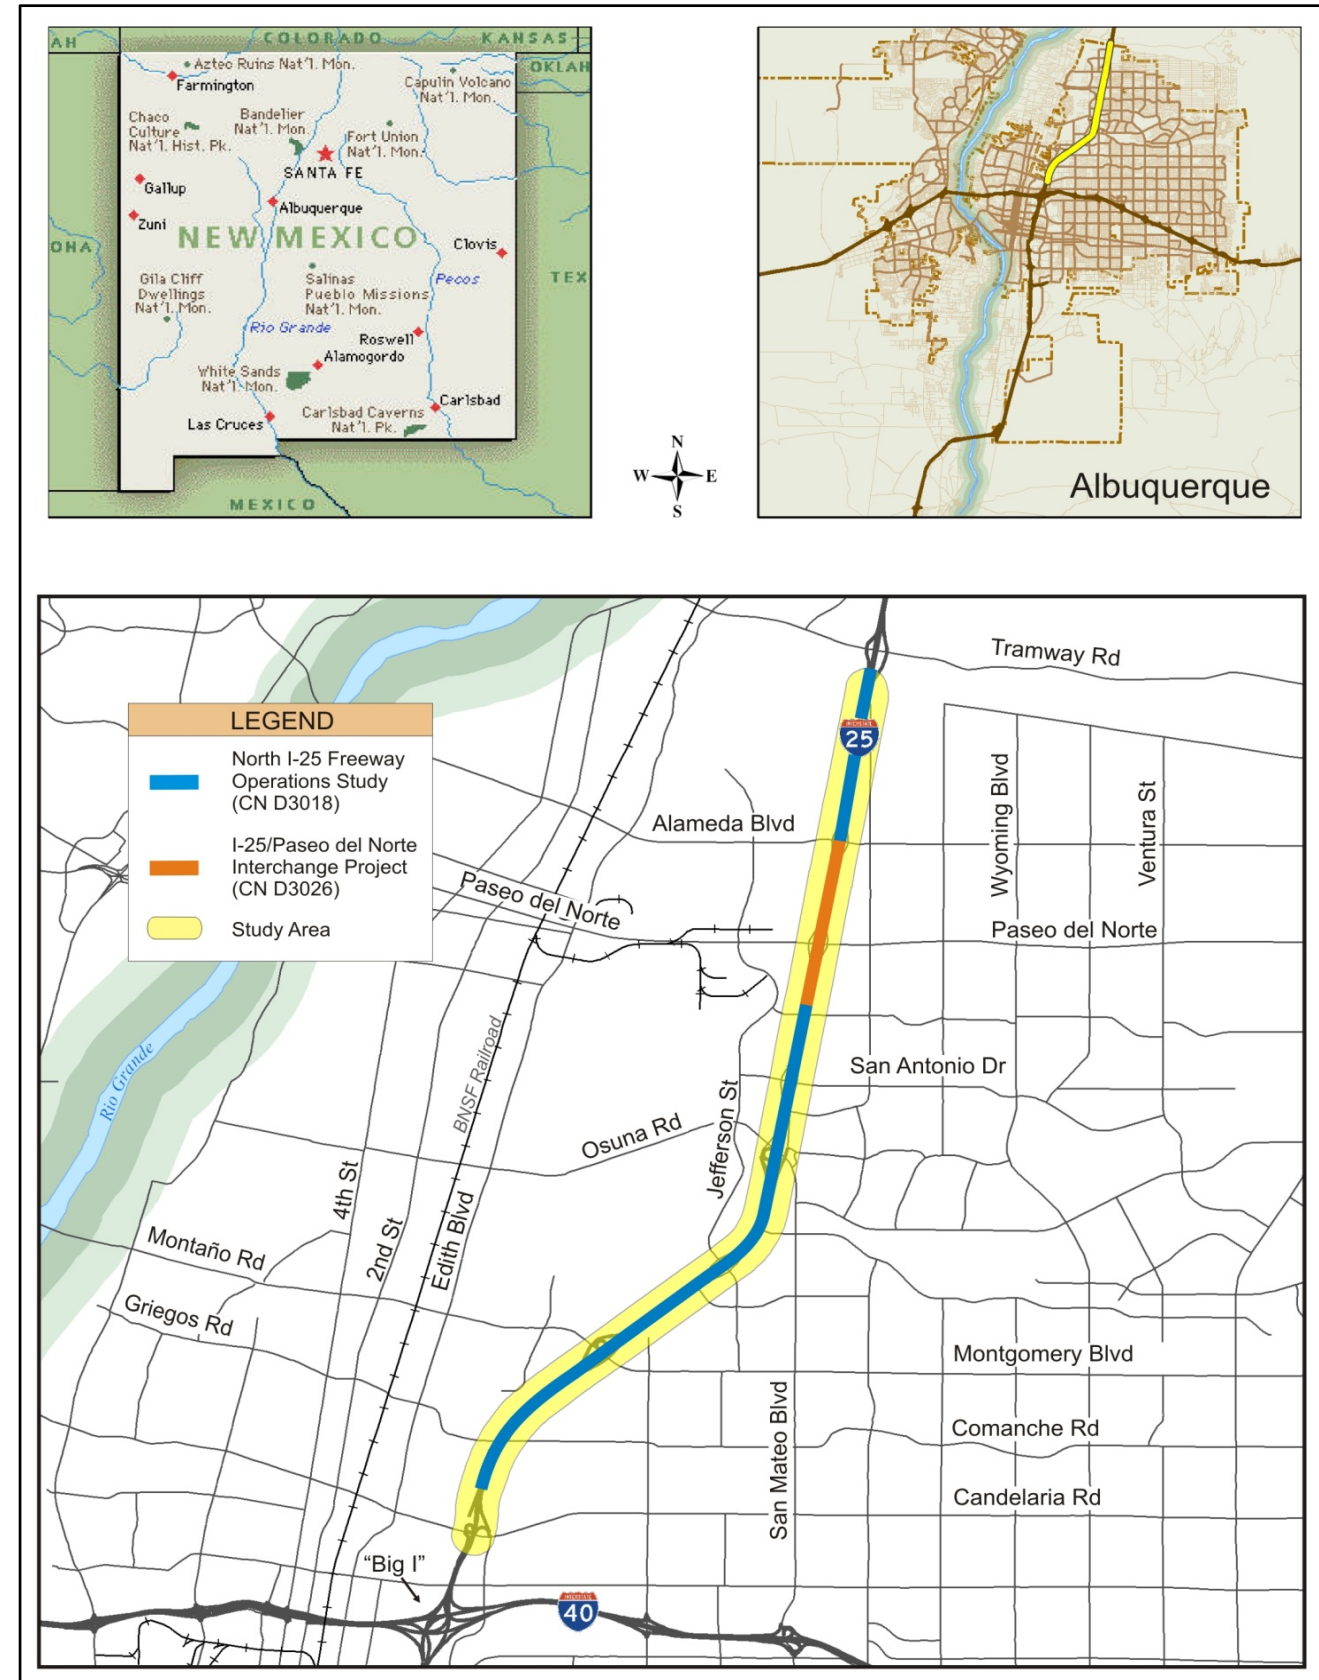 AH
COLORADO
KANSAS
OKLAH
Aztec Ruins Nat'l. Mon.
Farmington
Capulin Volcano
Nat'l. Mon.
Chaco
Culture
Nat'l. Hist. Pk.
Bandelier
Nat'l. Mon.
Fort Union
Nat'l. Mon.
SANTA FE
Gallup
Zuni
Albuquerque
NEW MEXICO
Clovis
ONA
TEX
Gila Cliff
Dwellings
Nat'l. Mon.
Salinas
Pueblo Missions
Nat'l. Mon.
Pecos
Rio Grande
Roswell
Alamogordo
White Sands
Nat'l. Mon.
Carlsbad
Las Cruces
Carlsbad Caverns
Nat'l. Pk.
MEXICO
N
W E
S
Albuquerque
Tramway Rd
LEGEND
North I-25 Freeway
Operations Study
(CN D3018)
I-25/Paseo del Norte
Interchange Project
(CN D3026)
Study Area
INTERSTATE
25
Alameda Blvd
Wyoming Blvd
Ventura St
Paseo del Norte
Paseo del Norte
Rio Grande
BNSF Railroad
San Antonio Dr
Jefferson St
Osuna Rd
4th St
2nd St
Edith Blvd
Montaño Rd
Griegos Rd
Montgomery Blvd
San Mateo Blvd
Comanche Rd
Candelaria Rd
“Big I”
INTERSTATE
40